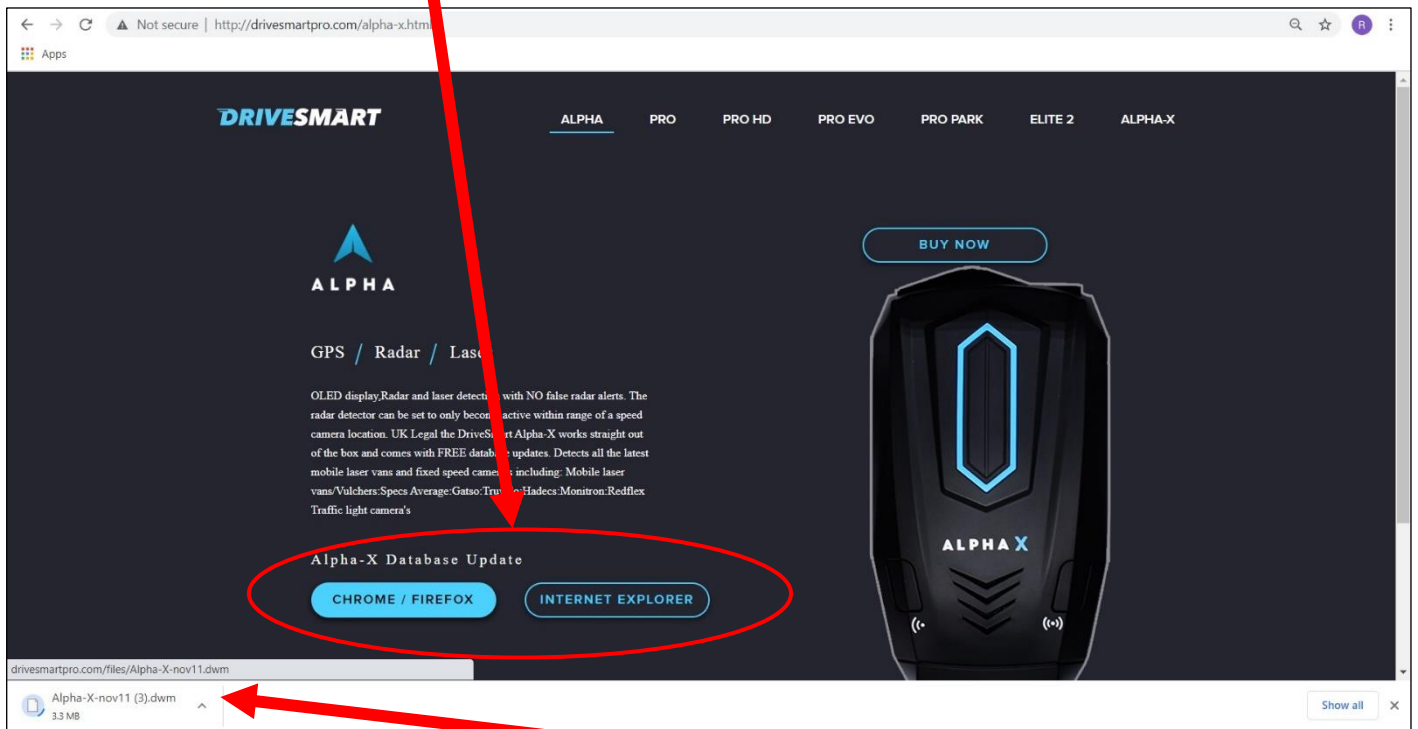 Not secure | http://drivesmartpro.com/alpha-x.htm
R
Apps
DRIVESMART
ALPHA PRO PRO HD PRO EVO PRO PARK ELITE 2 ALPHA-X
BUY NOW
ALPHA
GPS / Radar / Las
OLED display,Radar and laser detect with NO false radar alerts. The
radar detector can be set to only becom active within range of a speed
camera location. UK Legal the DriveS rt Alpha-X works straight out
of the box and comes with FREE datab updates. Detects all the latest
mobile laser vans and fixed speed came s including: Mobile laser
vans/Vulchers:Specs Average:Gatso:Tru o:Hadecs:Monitron:Redflex
Traffic light camera's
Alpha-X Database Update
CHROME / FIREFOX INTERNET EXPLORER
ALPHA X
drivesmartpro.com/files/Alpha-X-nov11.dwm
Alpha-X-nov11 (3).dwm
3.3 MB
Show all